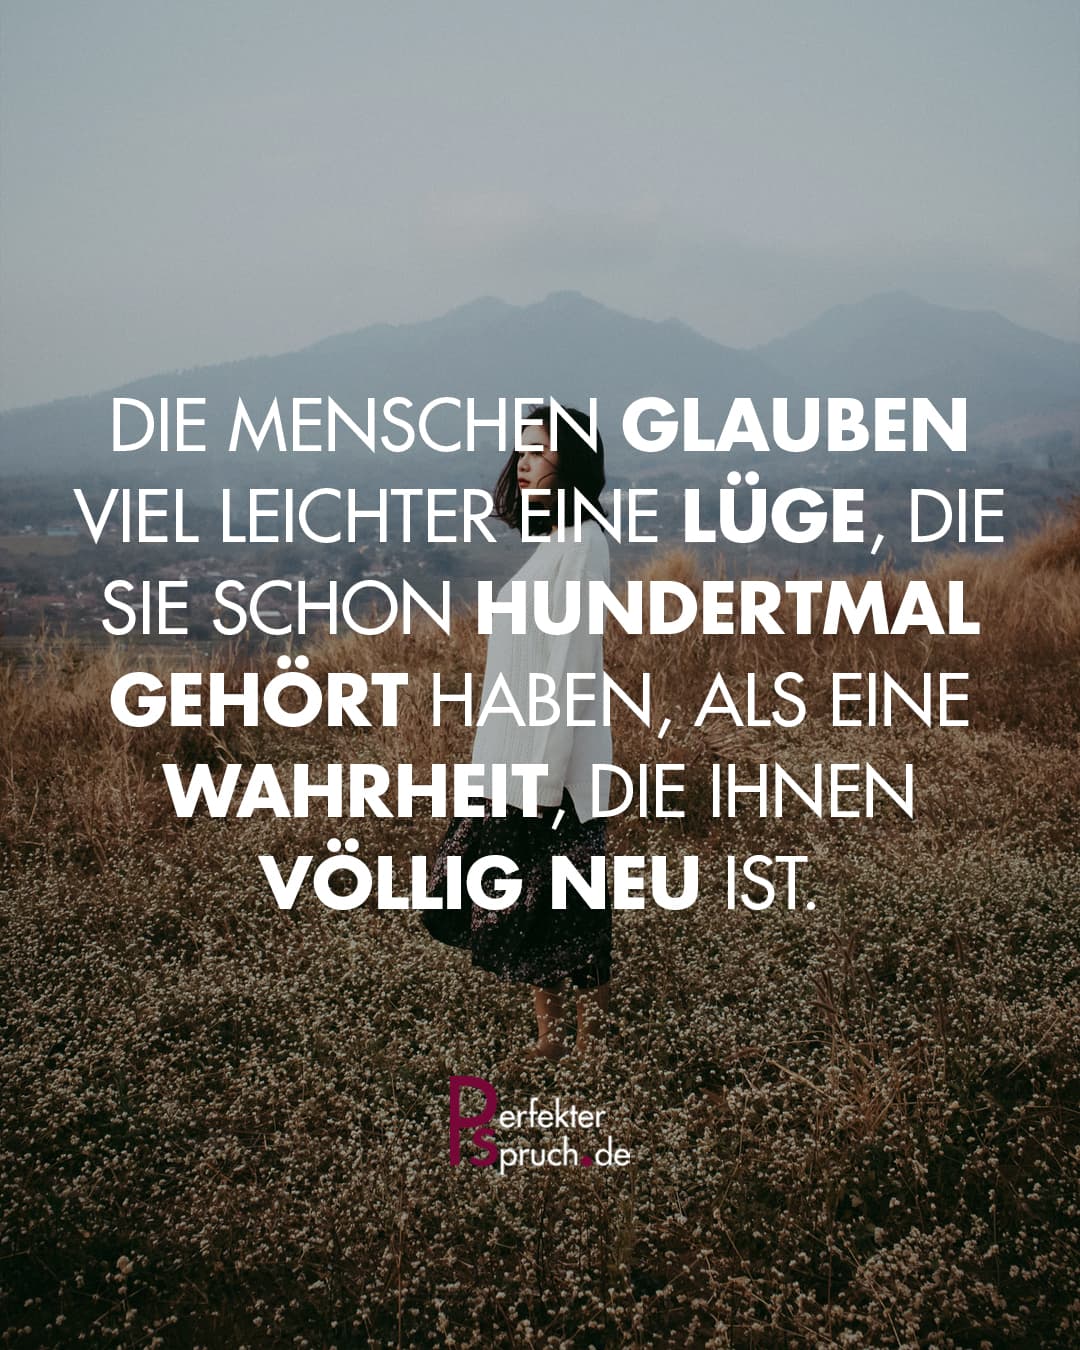 DIE MENSCHEN GLAUBEN
VIEL LEICHTER EINE LÜGE, DIE
SIE SCHON HUNDERTMAL
GEHÖRT HABEN, ALS EINE
WAHRHEIT, DIE IHNEN
VÖLLIG NEU IST.
Perfekter
spruch.de